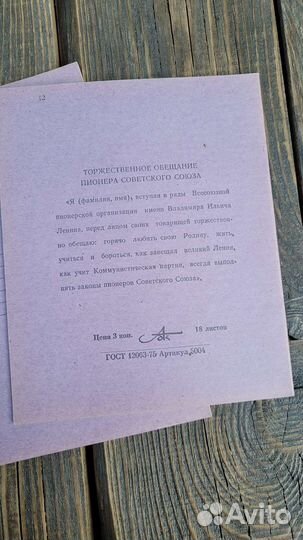 12
ТОРЖЕСТВЕННОЕ ОБЕЩАНИЕ
ПИОНЕРА СОВЕТСКОГО СОЮЗА
«Я (фамилия, имя), вступая в ряды Всесоюзной
пионерской организации имени Владимира Ильича
Ленина, перед лицом своих товарищей торжествен-
но обещаю: горячо любить свою Родину, жить,
учиться и бороться, как завещал великий Ленин,
как учит Коммунистическая партия, всегда выпол-
нять законы пионеров Советского Союза».
Цена 3 коп.
18 листов
ГОСТ 12063-75 Артикул 5004
Avito